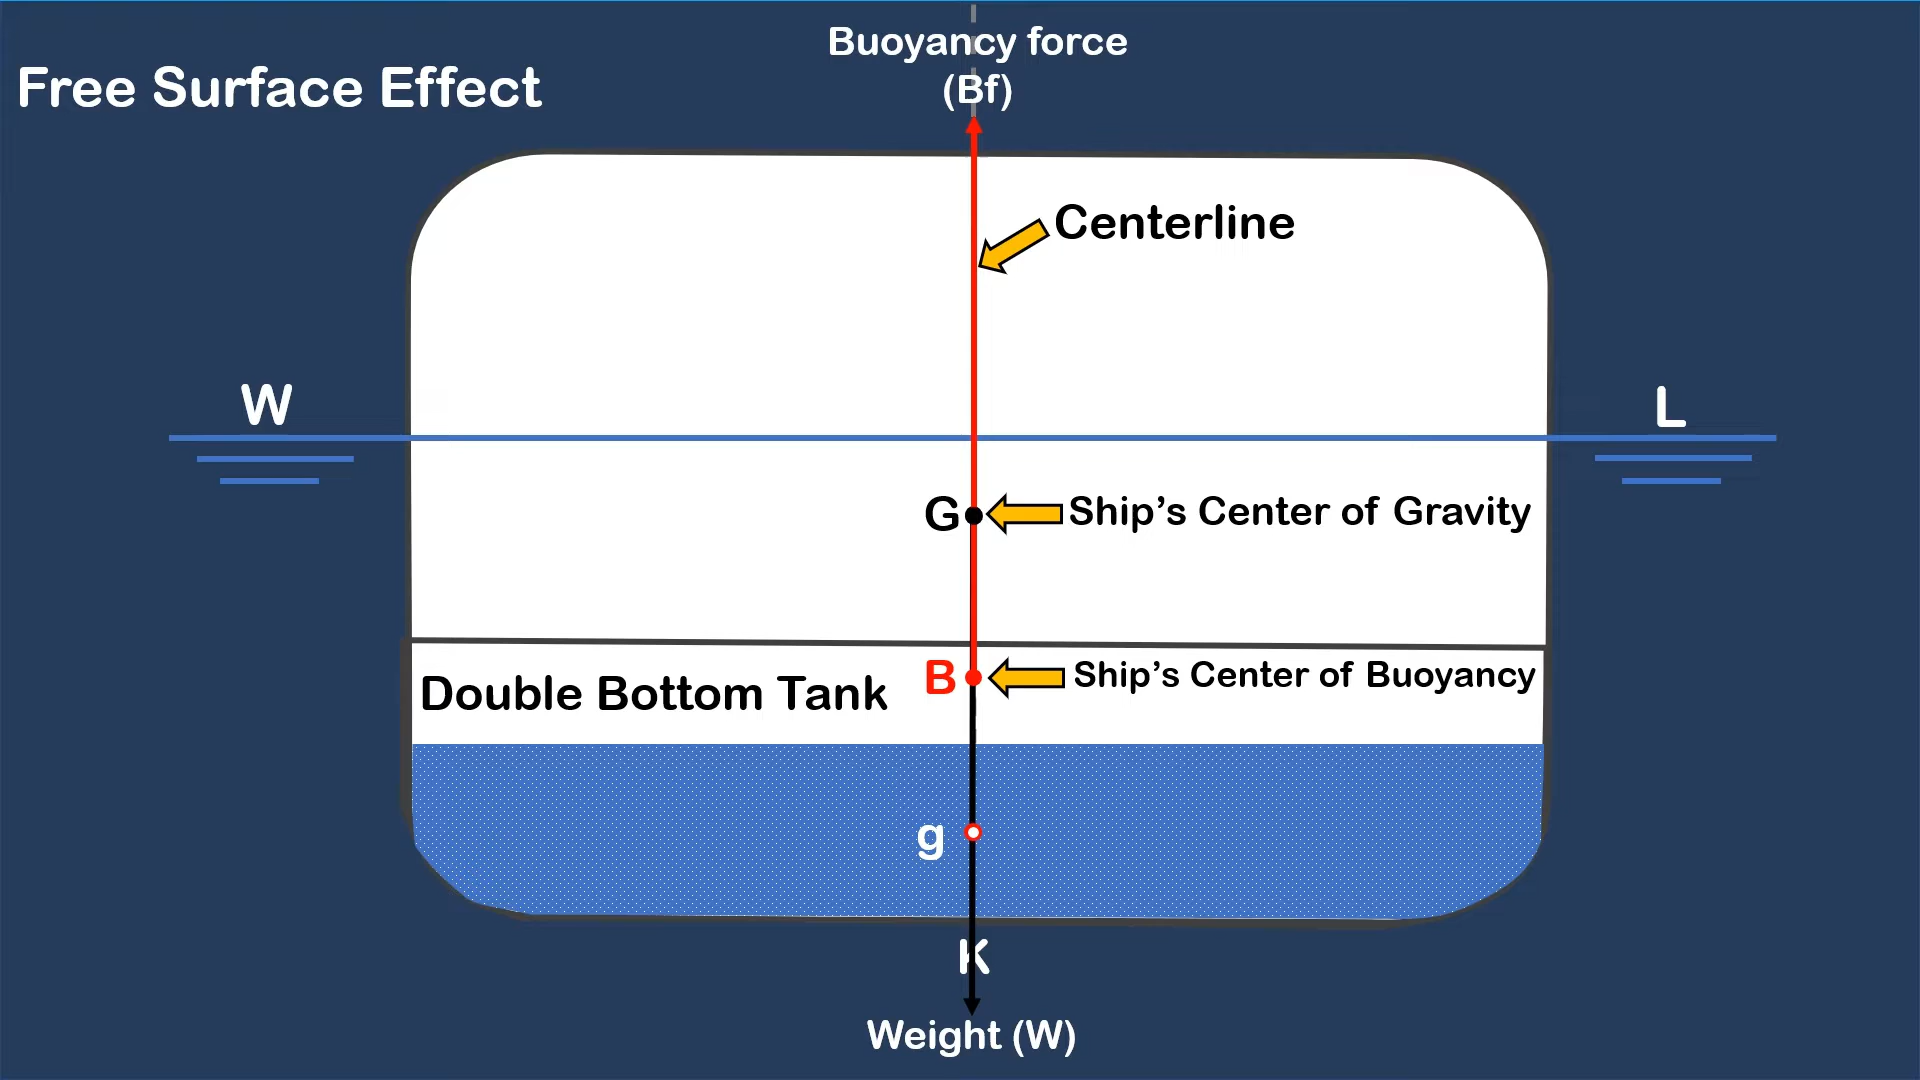 Buoyancy force
(Bf)
Free Surface Effect
Centerline
W
L
G
Ship's Center of Gravity
B
Ship's Center of Buoyancy
Double Bottom Tank
g
K
Weight (W)